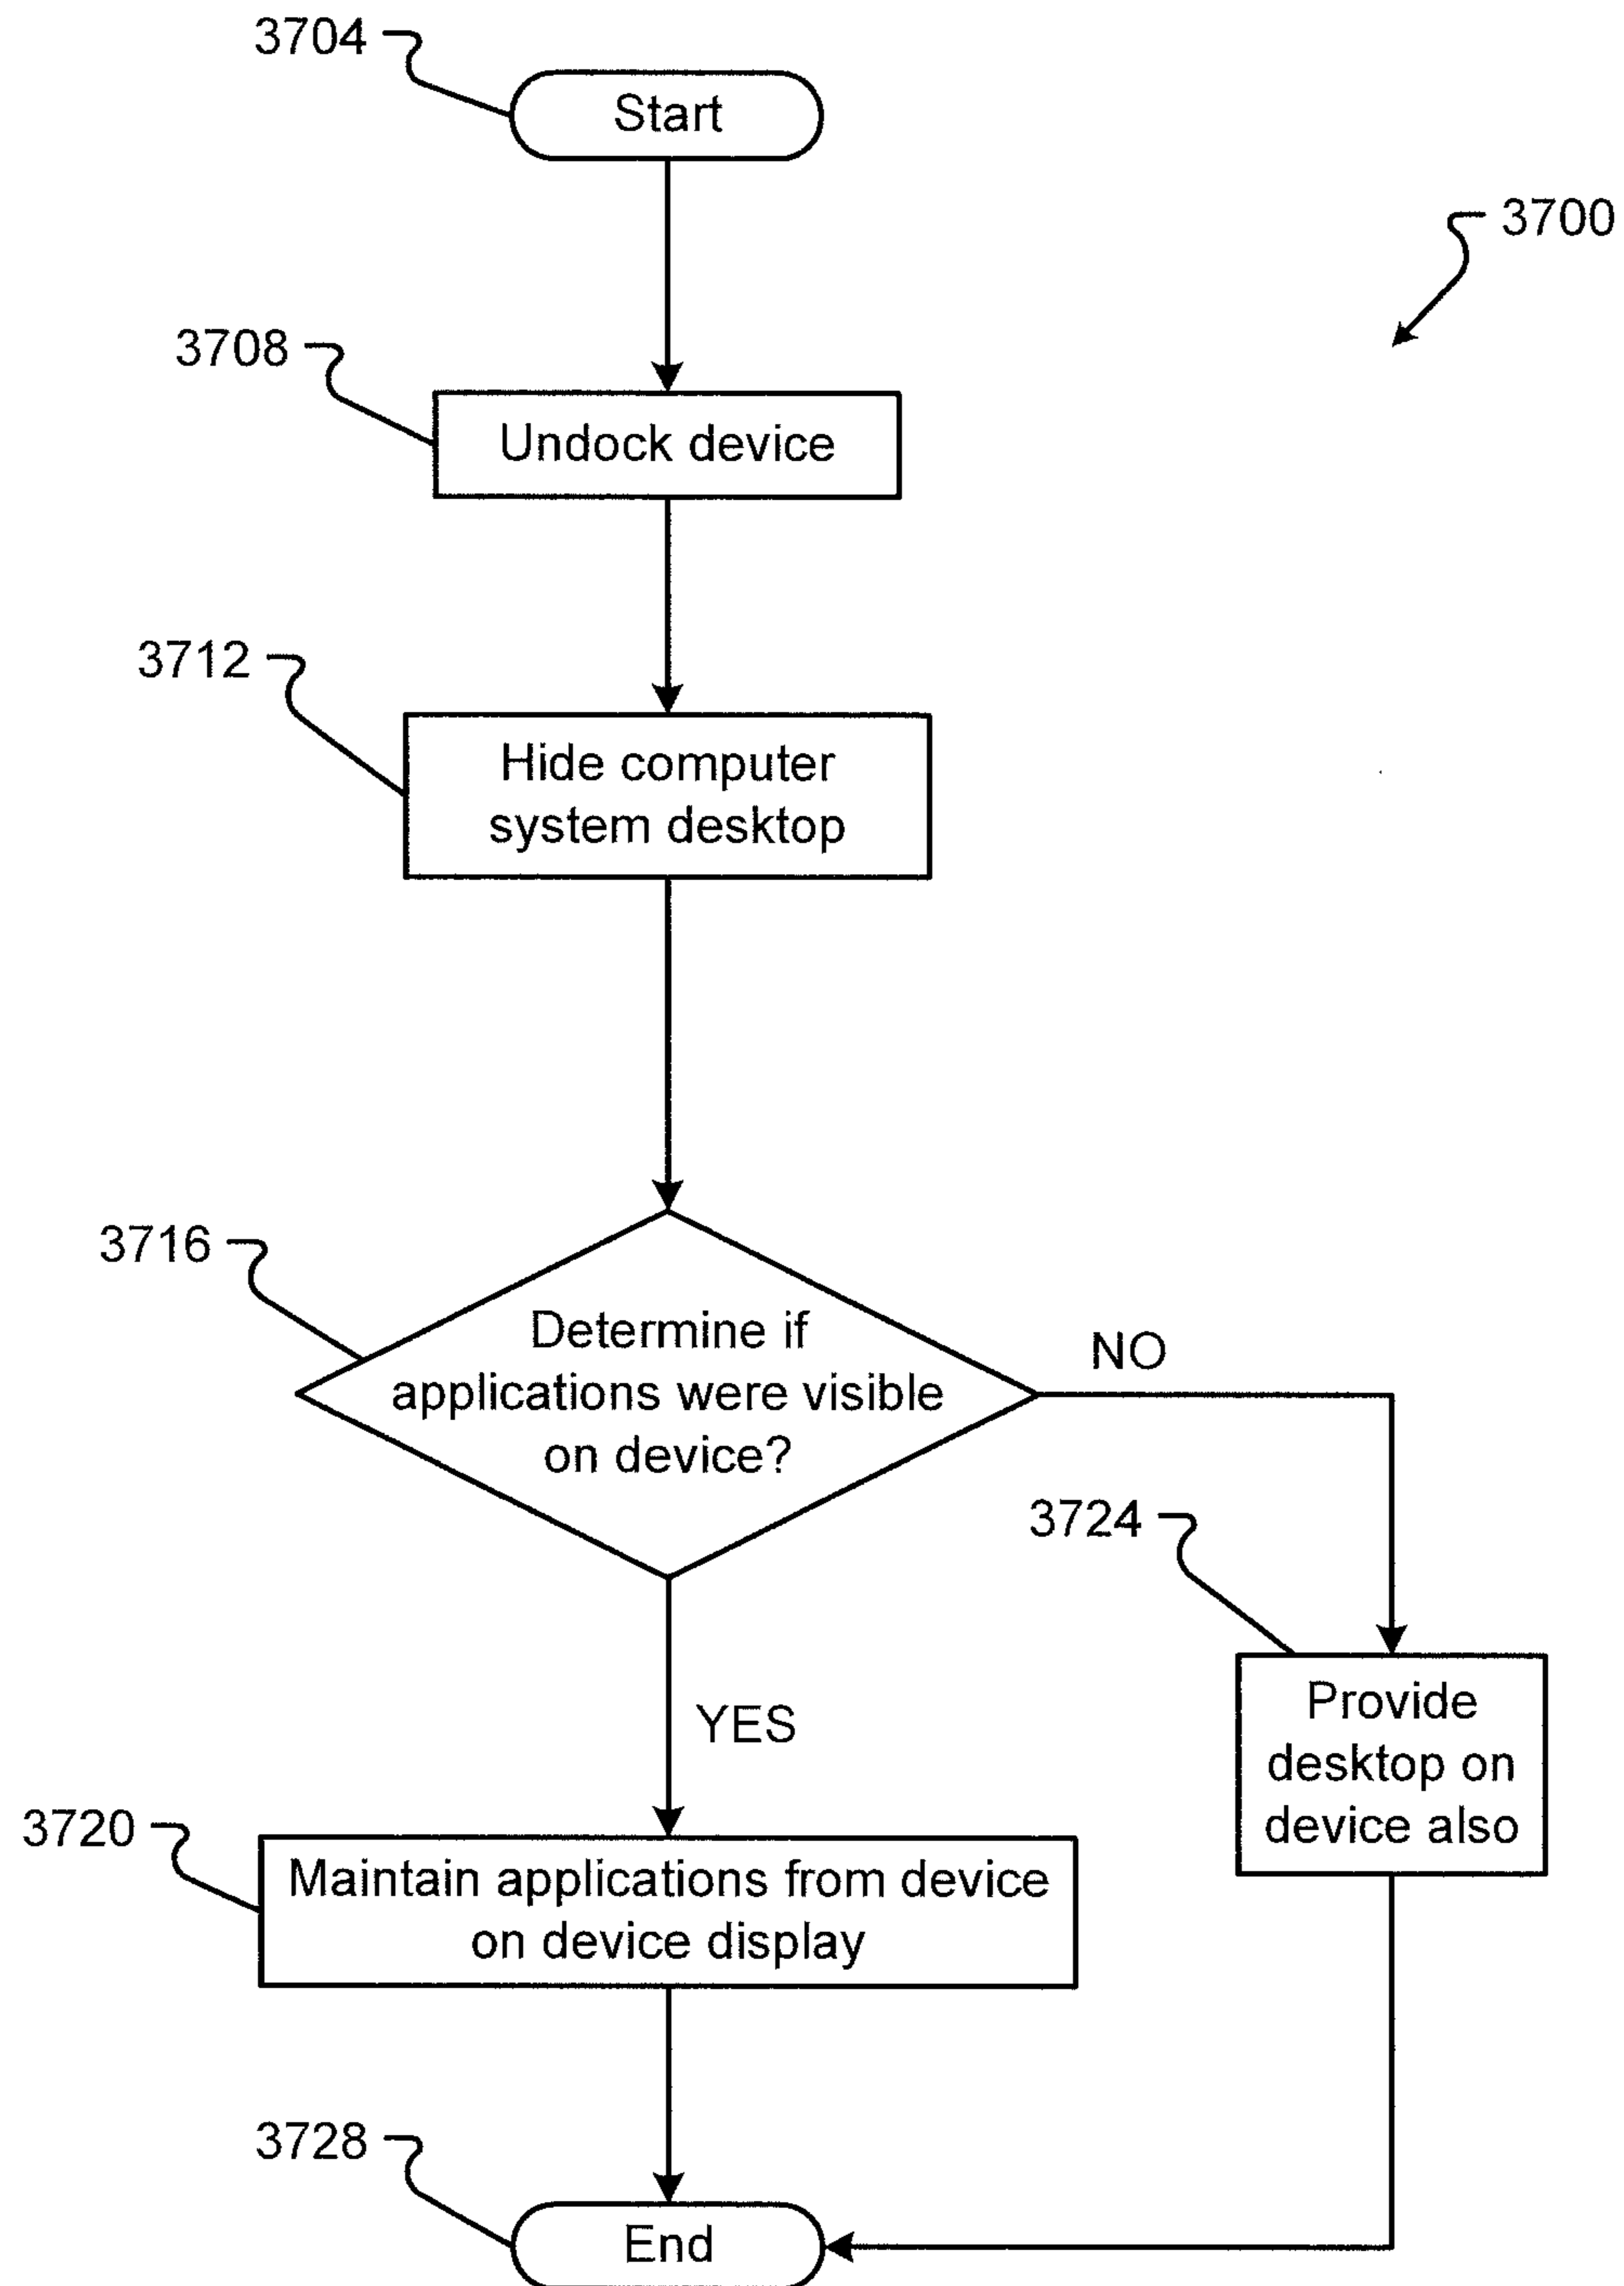 3704
Start
3700
3708
Undock device
3712
Hide computer
system desktop
3716
Determine if
applications were visible
on device?
NO
3724
Provide
desktop on
device also
YES
3720
Maintain applications from device
on device display
3728
End